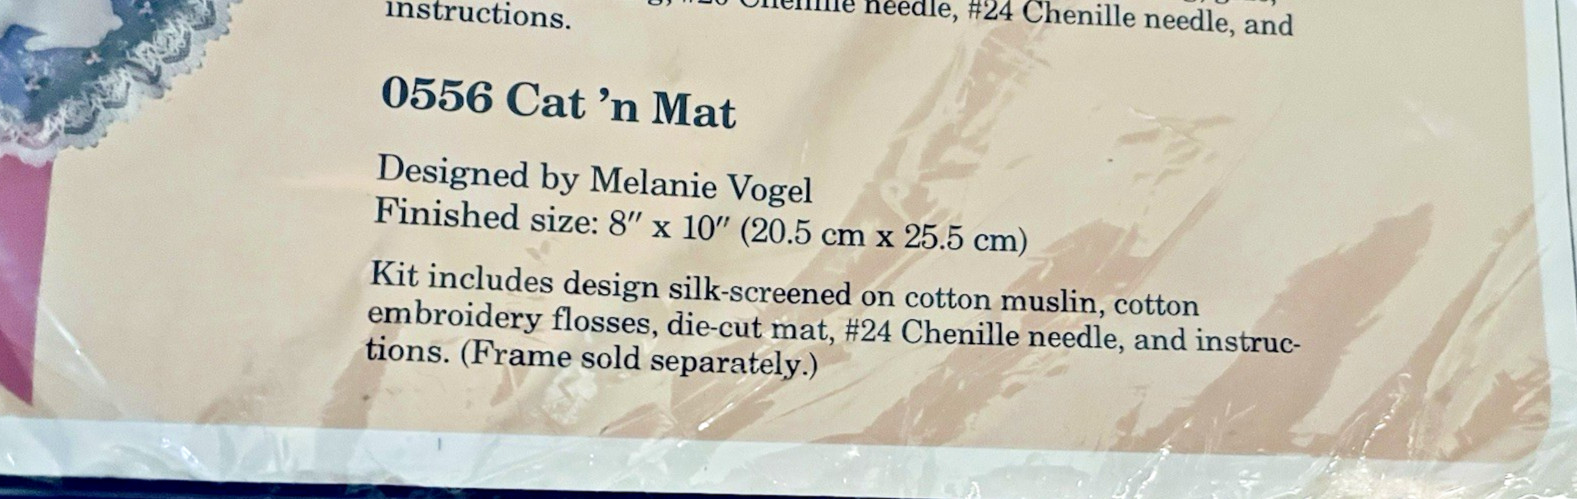 needle, #24 Chenille needle, and
instructions.
0556 Cat ’n Mat
Designed by Melanie Vogel
Finished size: 8″ x 10″ (20.5 cm x 25.5 cm)
Kit includes design silk-screened on cotton muslin, cotton
embroidery flosses, die-cut mat, #24 Chenille needle, and instruc-
tions. (Frame sold separately.)